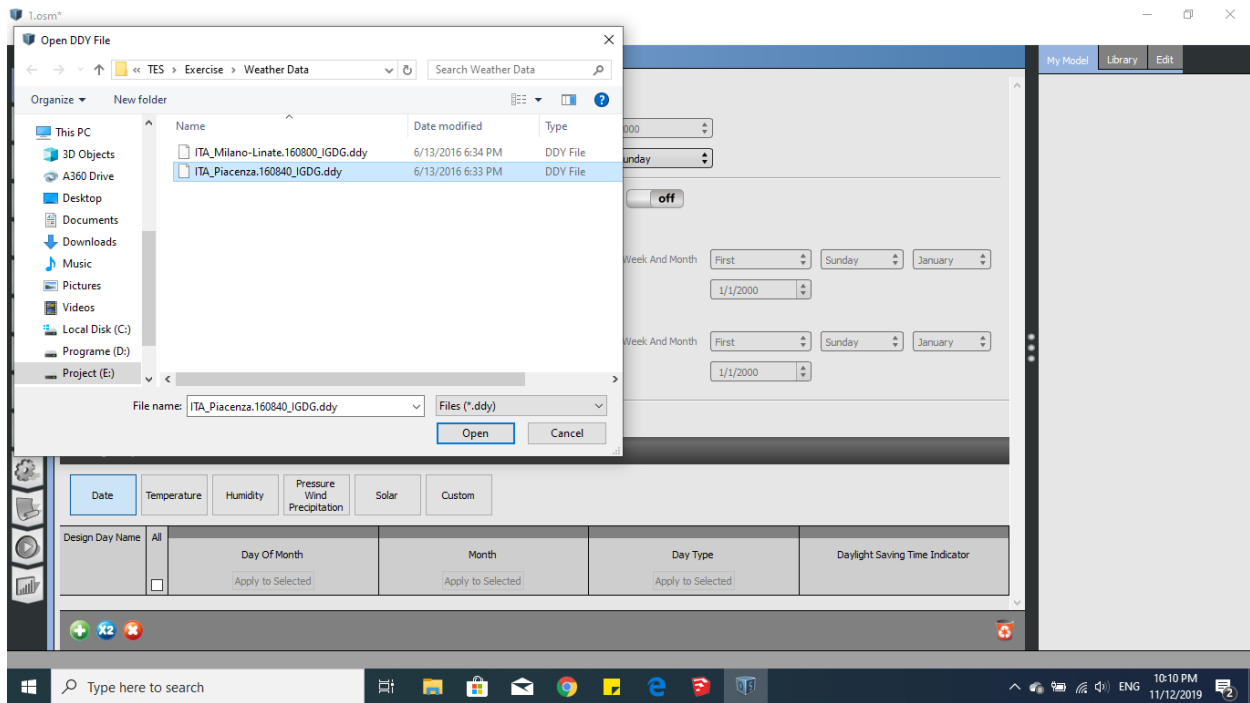 1.osm*
Open DDY File
« TES › Exercise › Weather Data
Search Weather Data
Organize
New folder
Name
Date modified
Type
This PC
3D Objects
A360 Drive
Desktop
Documents
Downloads
Music
Pictures
Videos
Local Disk (C:)
Programe (D:)
Project (E:)
ITA_Milano-Linate.160800_IGDG.ddy 6/13/2016 6:34 PM DDY File
ITA_Piacenza.160840_IGDG.ddy 6/13/2016 6:33 PM DDY File
File name: ITA_Piacenza.160840_IGDG.ddy
Files (*.ddy)
Open
Cancel
My Model Library Edit
000
unday
off
Week And Month First Sunday January
1/1/2000
Week And Month First Sunday January
1/1/2000
Date
Temperature
Humidity
Pressure
Wind
Precipitation
Solar
Custom
Design Day Name
All
Day Of Month
Month
Day Type
Daylight Saving Time Indicator
Apply to Selected
Apply to Selected
Apply to Selected
X2
Type here to search
ENG
10:10 PM
11/12/2019
2